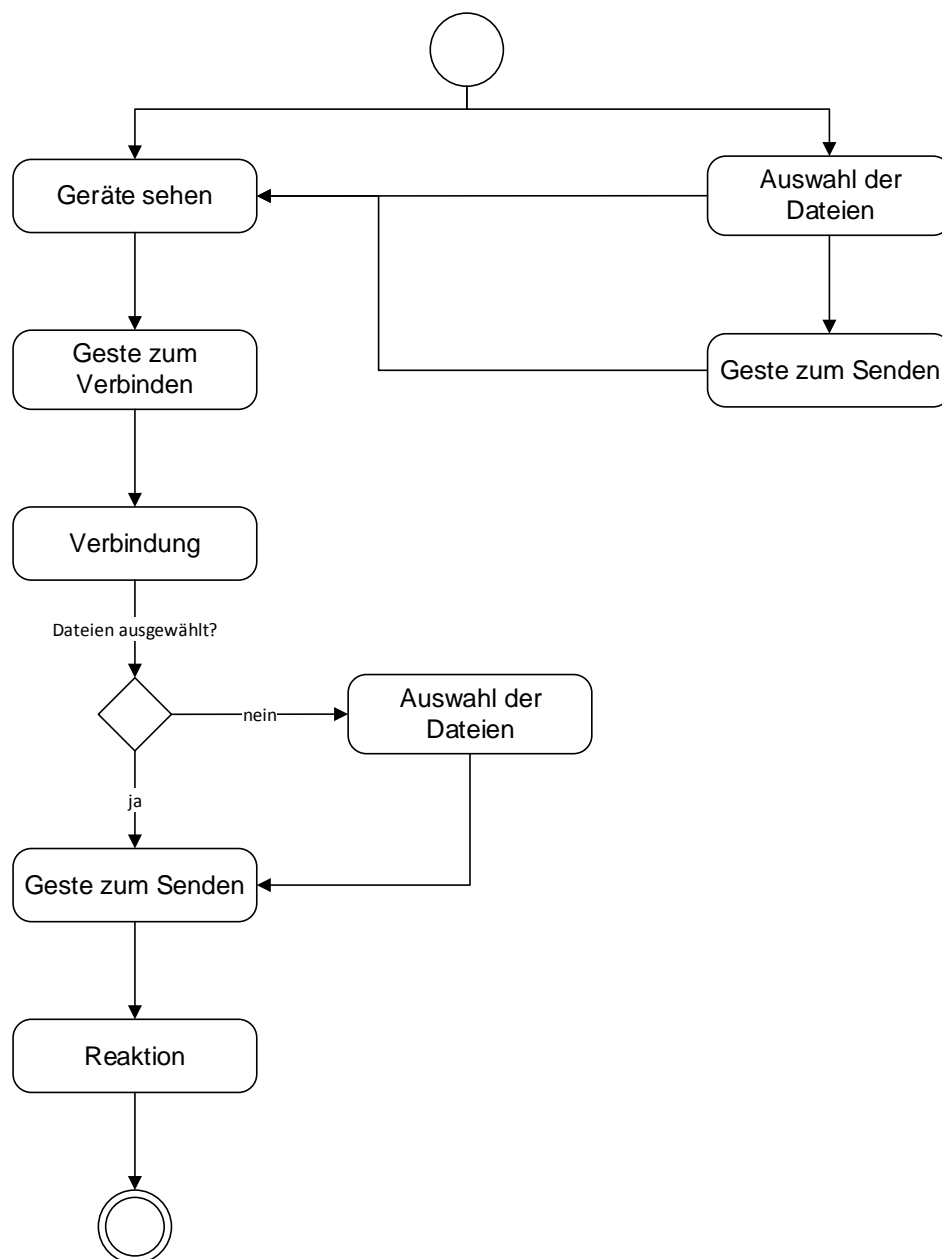 Geräte sehen
Auswahl der
Dateien
Geste zum
Verbinden
Geste zum Senden
Verbindung
Dateien ausgewählt?
nein
Auswahl der
Dateien
ja
Geste zum Senden
Reaktion